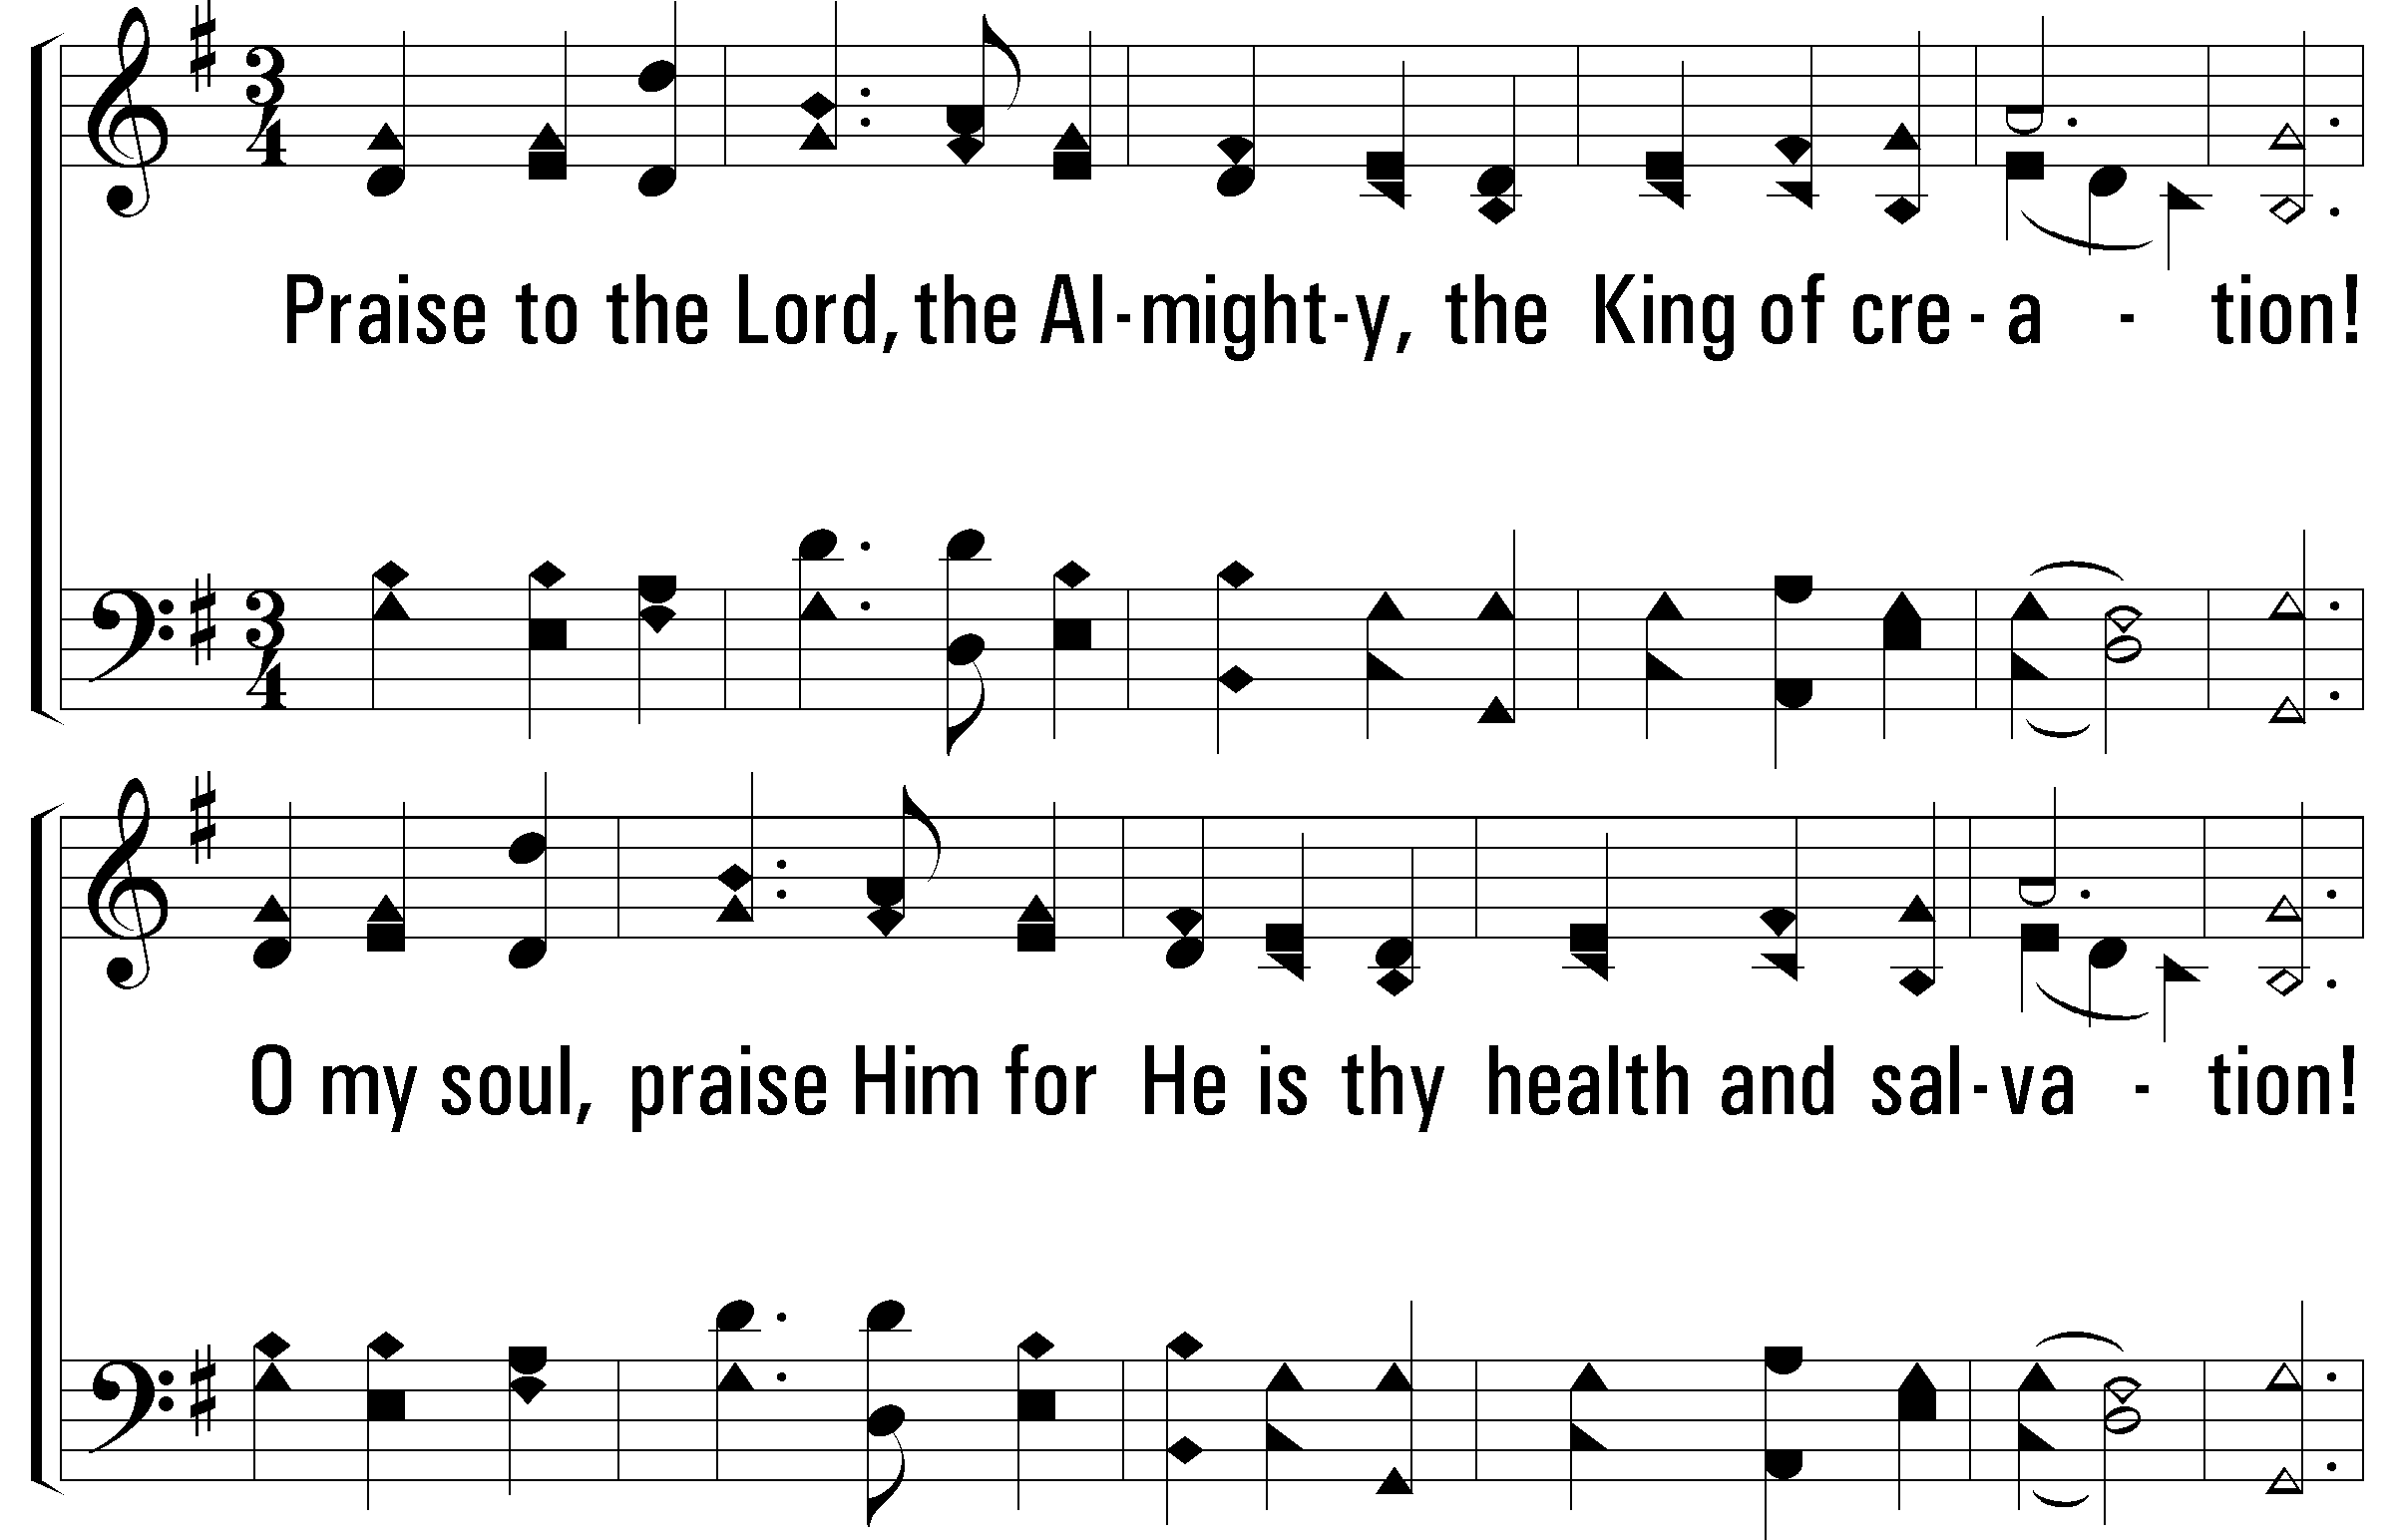 Praise to the Lord, the Al-might-y, the King of cre - a - tion!
O my soul, praise Him for He is thy health and sal-va - tion!